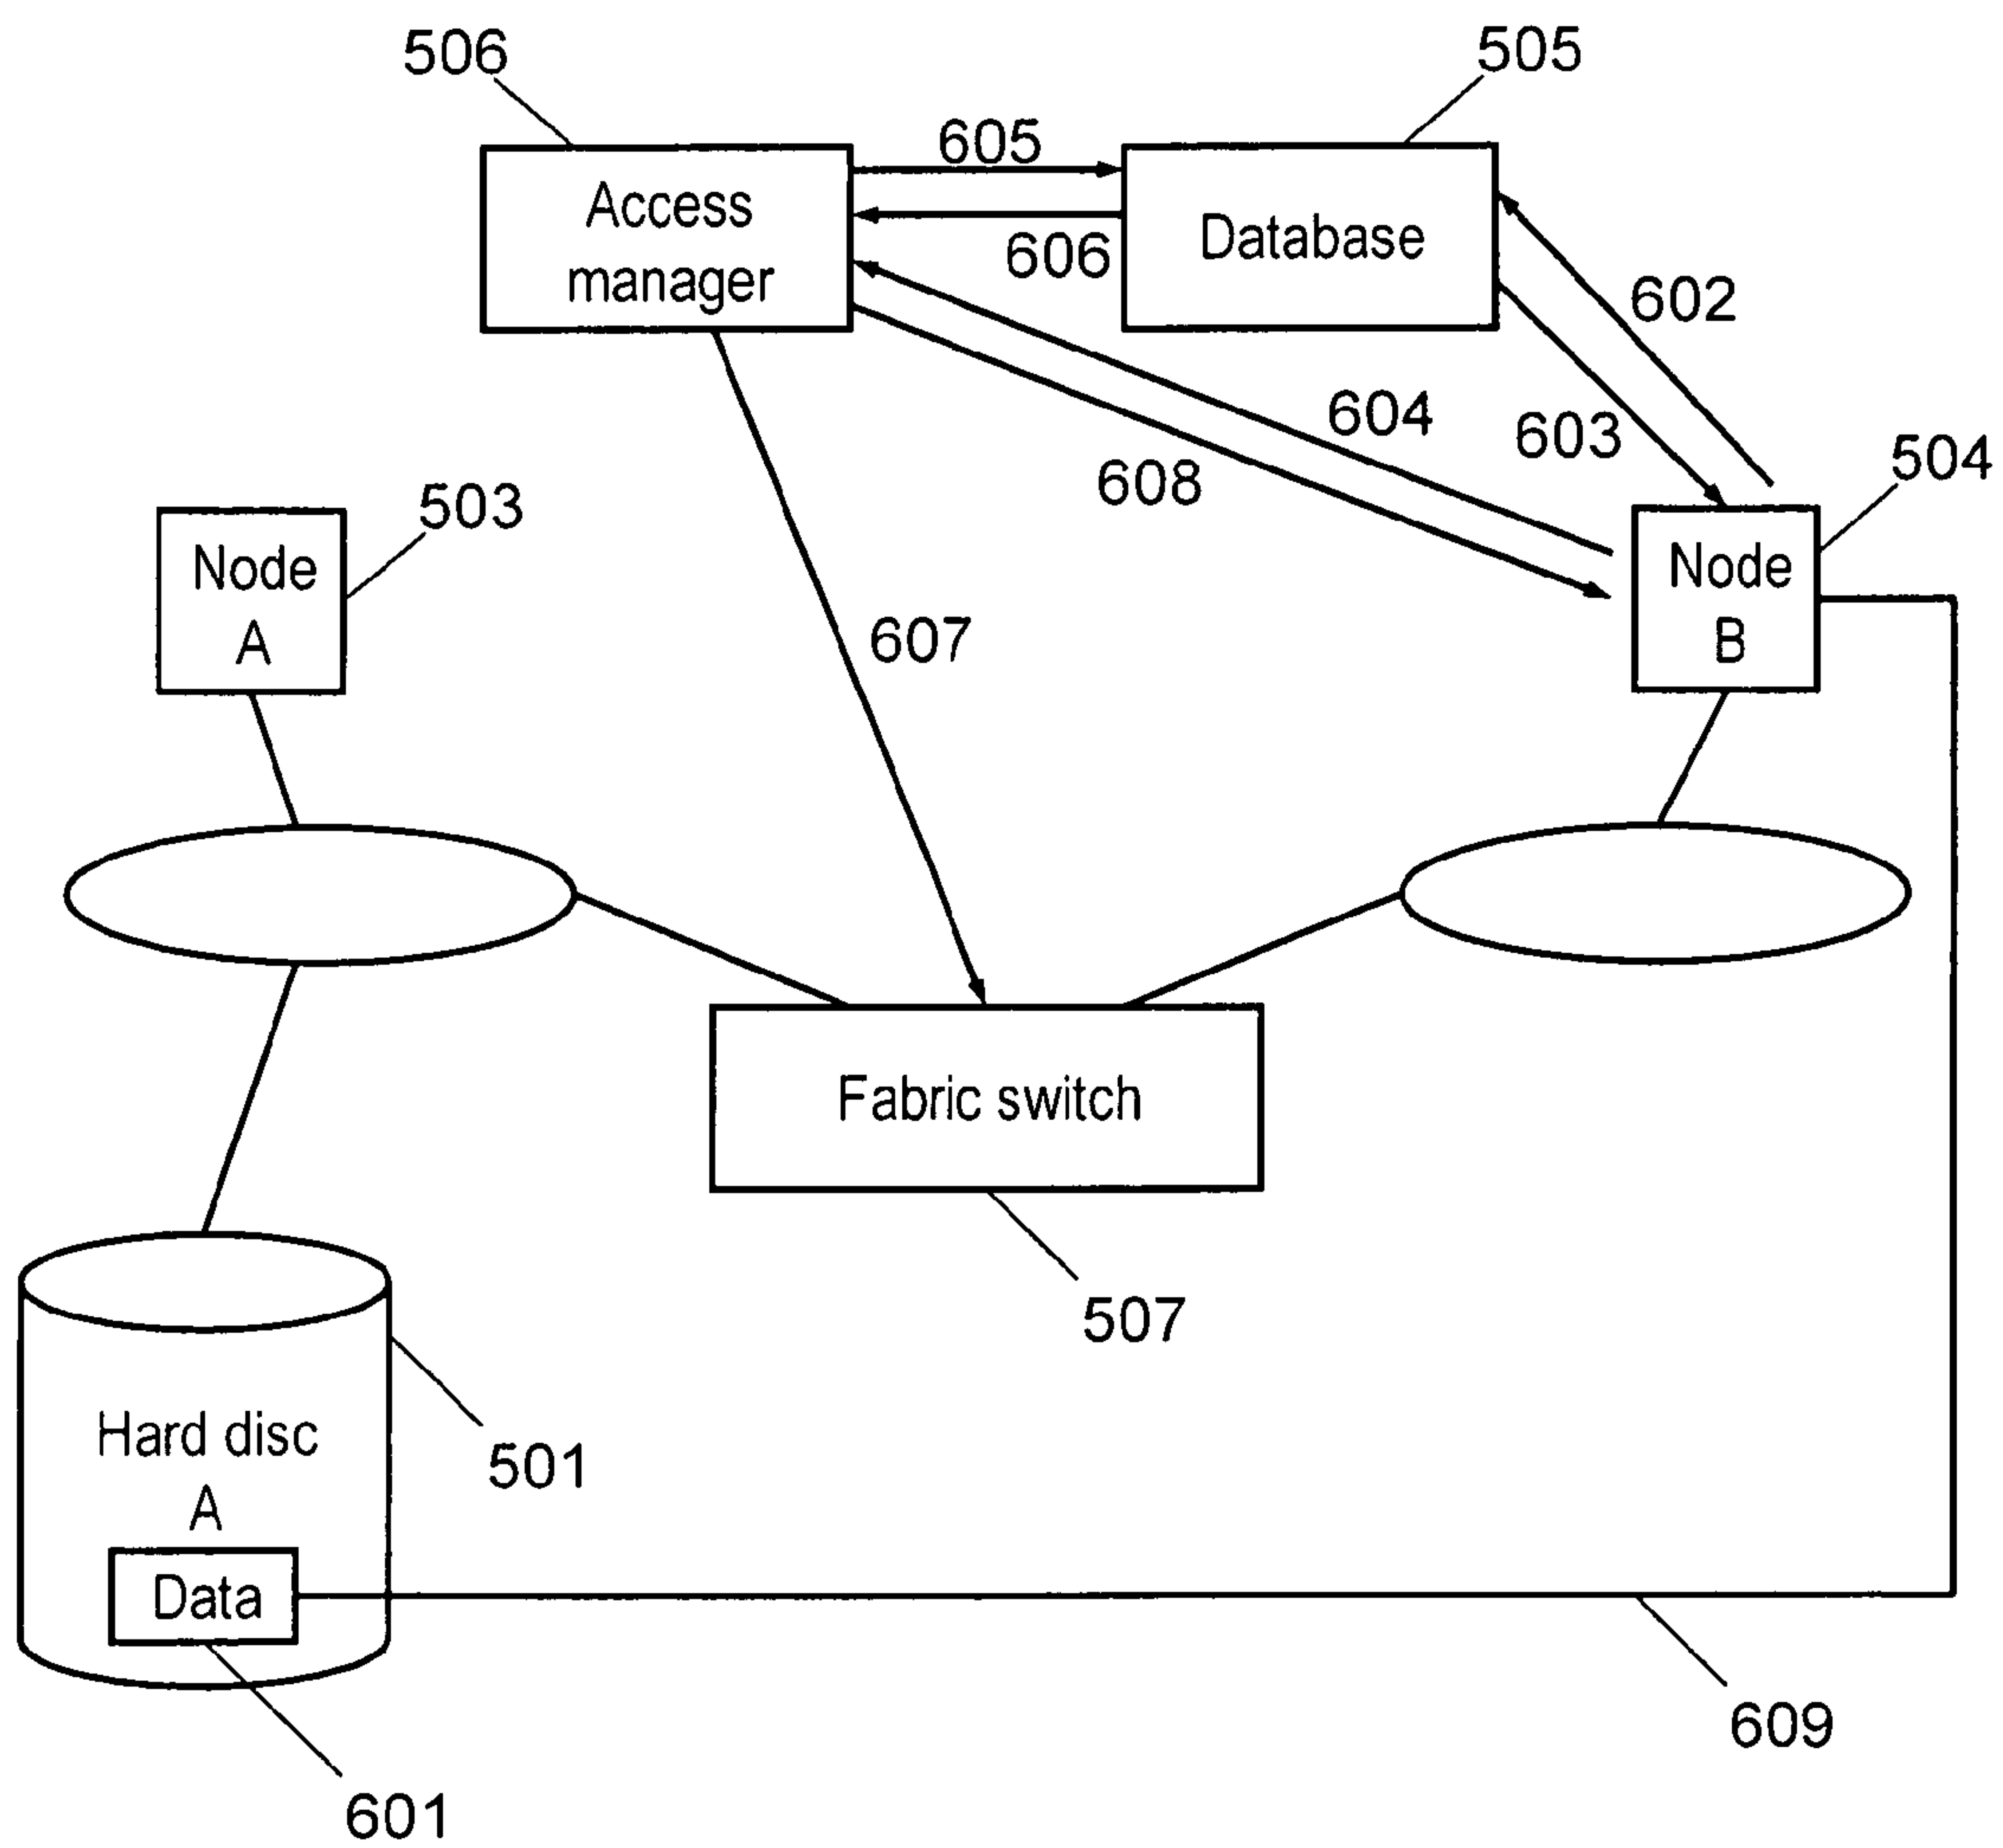 506
505
605
Access
manager
Database
606
602
604
603
608
504
503
Node
A
Node
B
607
Fabric switch
507
Hard disc
A
501
Data
609
601